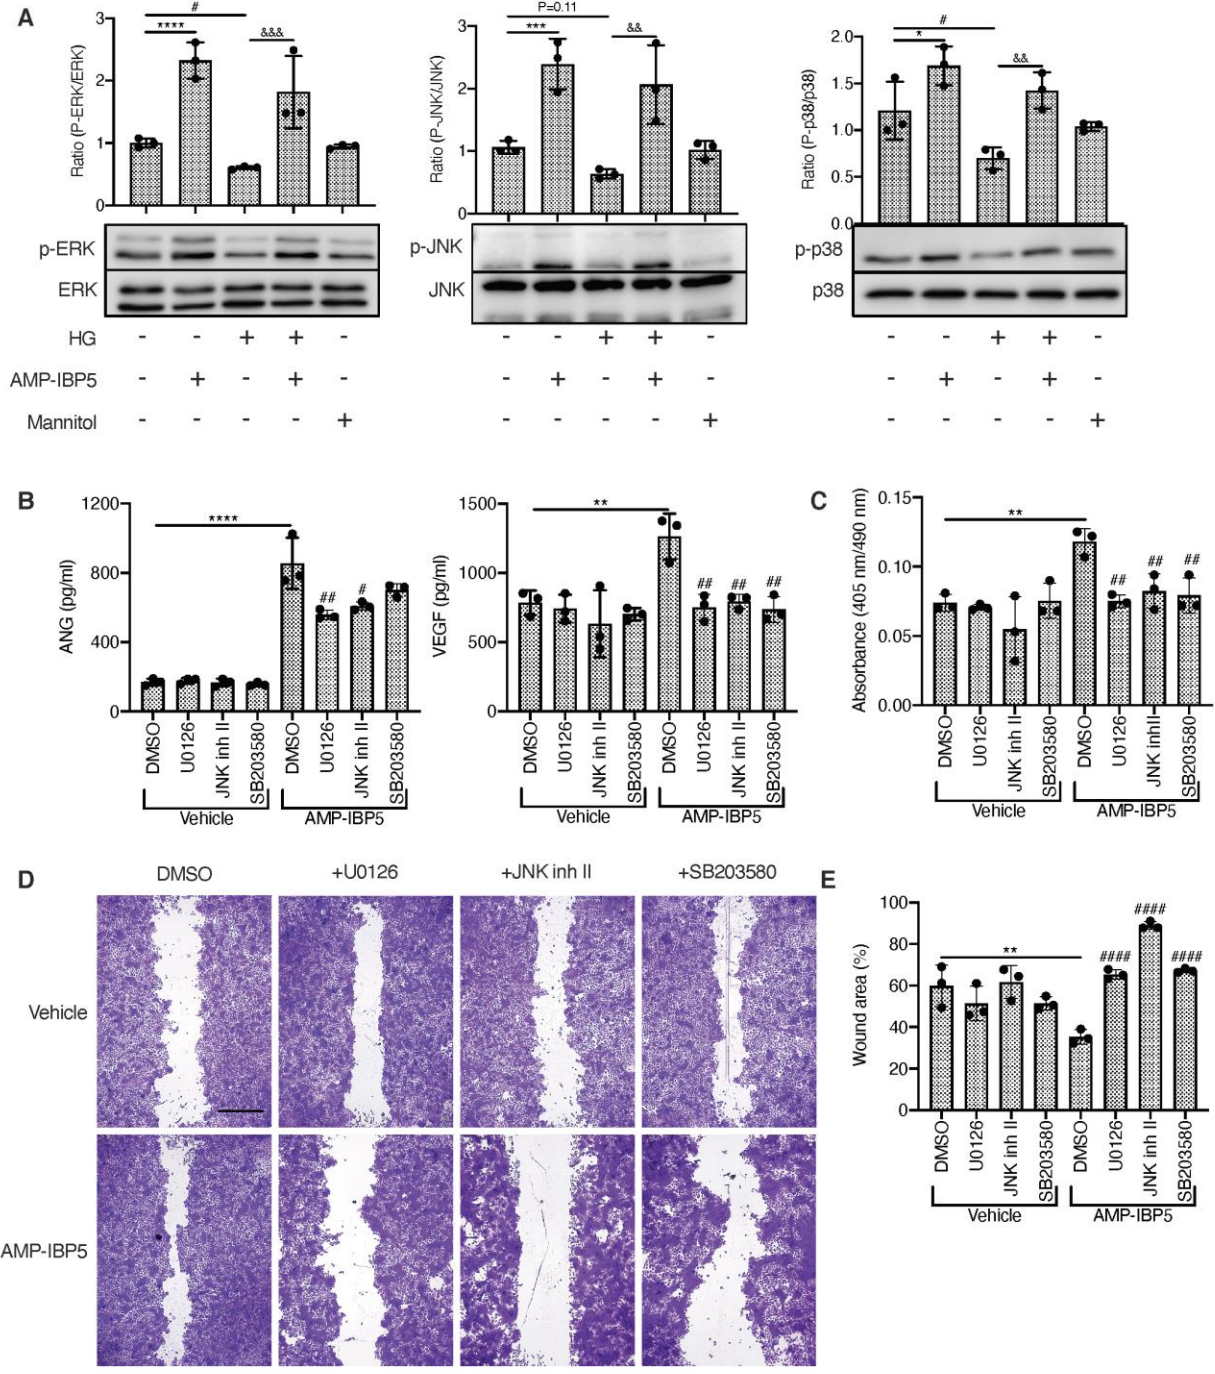 A
Ratio (P-ERK/ERK)
3
2
1
0
#
****
&&&
Ratio (P-JNK/JNK)
3
2
1
0
P=0.11
***
&&
Ratio (P-p38/p38)
2.0
1.5
1.0
0.5
0.0
#
*
&&
p-ERK
ERK
p-JNK
JNK
p-p38
p38
HG - - + + - - - + + - - - + + -
AMP-IBP5 - + - + - - + - + - - + - + -
Mannitol - - - - + - - - - + - - - - +
B
ANG (pg/ml)
1200
800
400
0
****
##
#
DMSO
U0126
JNK inh II
SB203580
DMSO
U0126
JNK inh II
SB203580
Vehicle
AMP-IBP5
VEGF (pg/ml)
1500
1000
500
0
**
##
##
##
DMSO
U0126
JNK inh II
SB203580
DMSO
U0126
JNK inh II
SB203580
Vehicle
AMP-IBP5
C
Absorbance (405 nm/490 nm)
0.15
0.10
0.05
0.00
**
##
##
##
DMSO
U0126
JNK inh II
SB203580
DMSO
U0126
JNK inhII
SB203580
Vehicle
AMP-IBP5
D
DMSO
+U0126
+JNK inh II
+SB203580
Vehicle
AMP-IBP5
E
Wound area (%)
100
80
60
40
20
0
**
####
####
####
DMSO
U0126
JNK inh II
SB203580
DMSO
U0126
JNK inh II
SB203580
Vehicle
AMP-IBP5